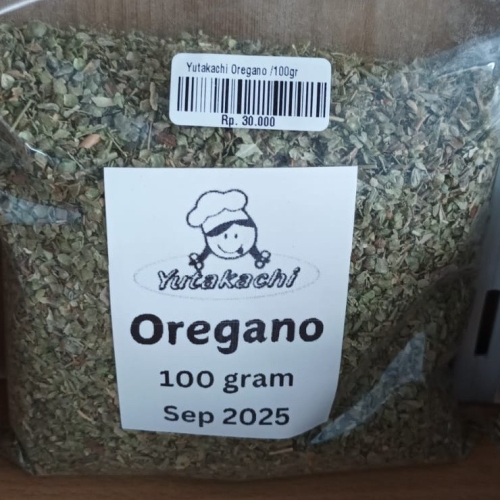 Yutakachi Oregano /100gr
Rp. 30.000
Yutakachi
Oregano
100 gram
Sep 2025